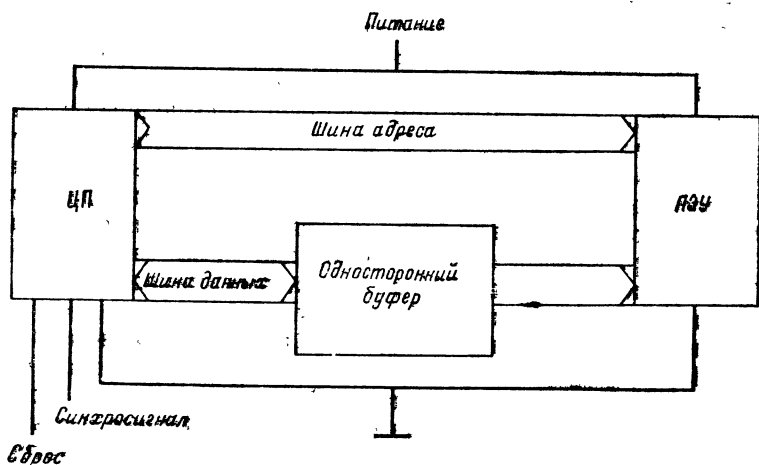 Питание
Шина адреса
ЦП
ПЗУ
Шина данных
Односторонний
буфер
Синхросигнал
Сброс